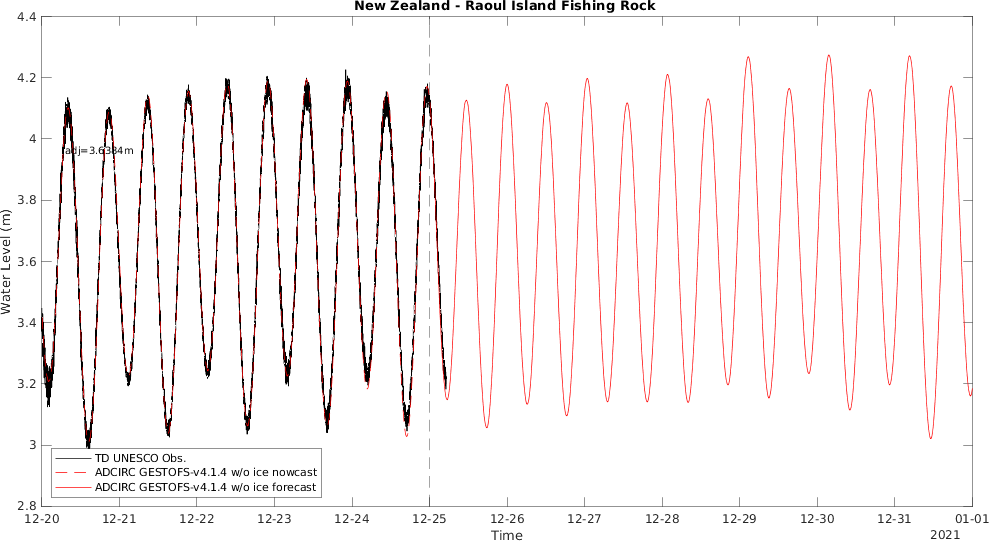 New Zealand - Raoul Island Fishing Rock
4.4
4.2
4
3.8
3.6
3.4
3.2
3
2.8
Water Level (m)
adj=3.6384m
TD UNESCO Obs.
ADCIRC GESTOFS-v4.1.4 w/o ice nowcast
ADCIRC GESTOFS-v4.1.4 w/o ice forecast
12-20 12-21 12-22 12-23 12-24 12-25 12-26 12-27 12-28 12-29 12-30 12-31 01-01
Time
2021